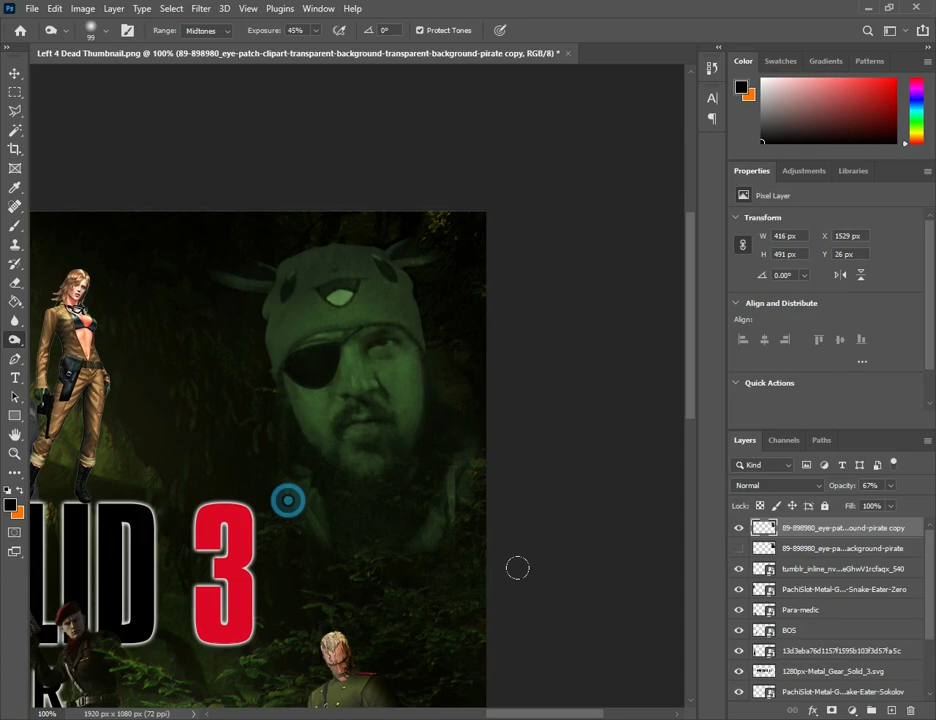 Ps File Edit Image Layer Type Select Filter 3D View Plugins Window Help
99 Range: Midtones Exposure: 45% 0° Protect Tones
Left 4 Dead Thumbnail.png @ 100% (89-898980_eye-patch-clipart-transparent-background-transparent-background-pirate copy, RGB/8) *
Color Swatches Gradients Patterns
Properties Adjustments Libraries
Pixel Layer
Transform
W 416 px X 1529 px
H 491 px Y 26 px
0.00°
Align and Distribute
Align:
Quick Actions
Layers Channels Paths
Kind
Normal Opacity: 67%
Lock: Fill: 100%
89-898980_eye-pat...ound-pirate copy
89-898980_eye-pa...ackground-pirate
tumblr_inline_nv...eGhwV1rcfaqx_540
PachiSlot-Metal-G...-Snake-Eater-Zero
Para-medic
BOS
13d3eba76d1157f1595b103f3d57fa5c
1280px-Metal_Gear_Solid_3.svg
PachiSlot-Metal-G...ake-Eater-Sokolov
LID 3
100% 1920 px x 1080 px (72 ppi)